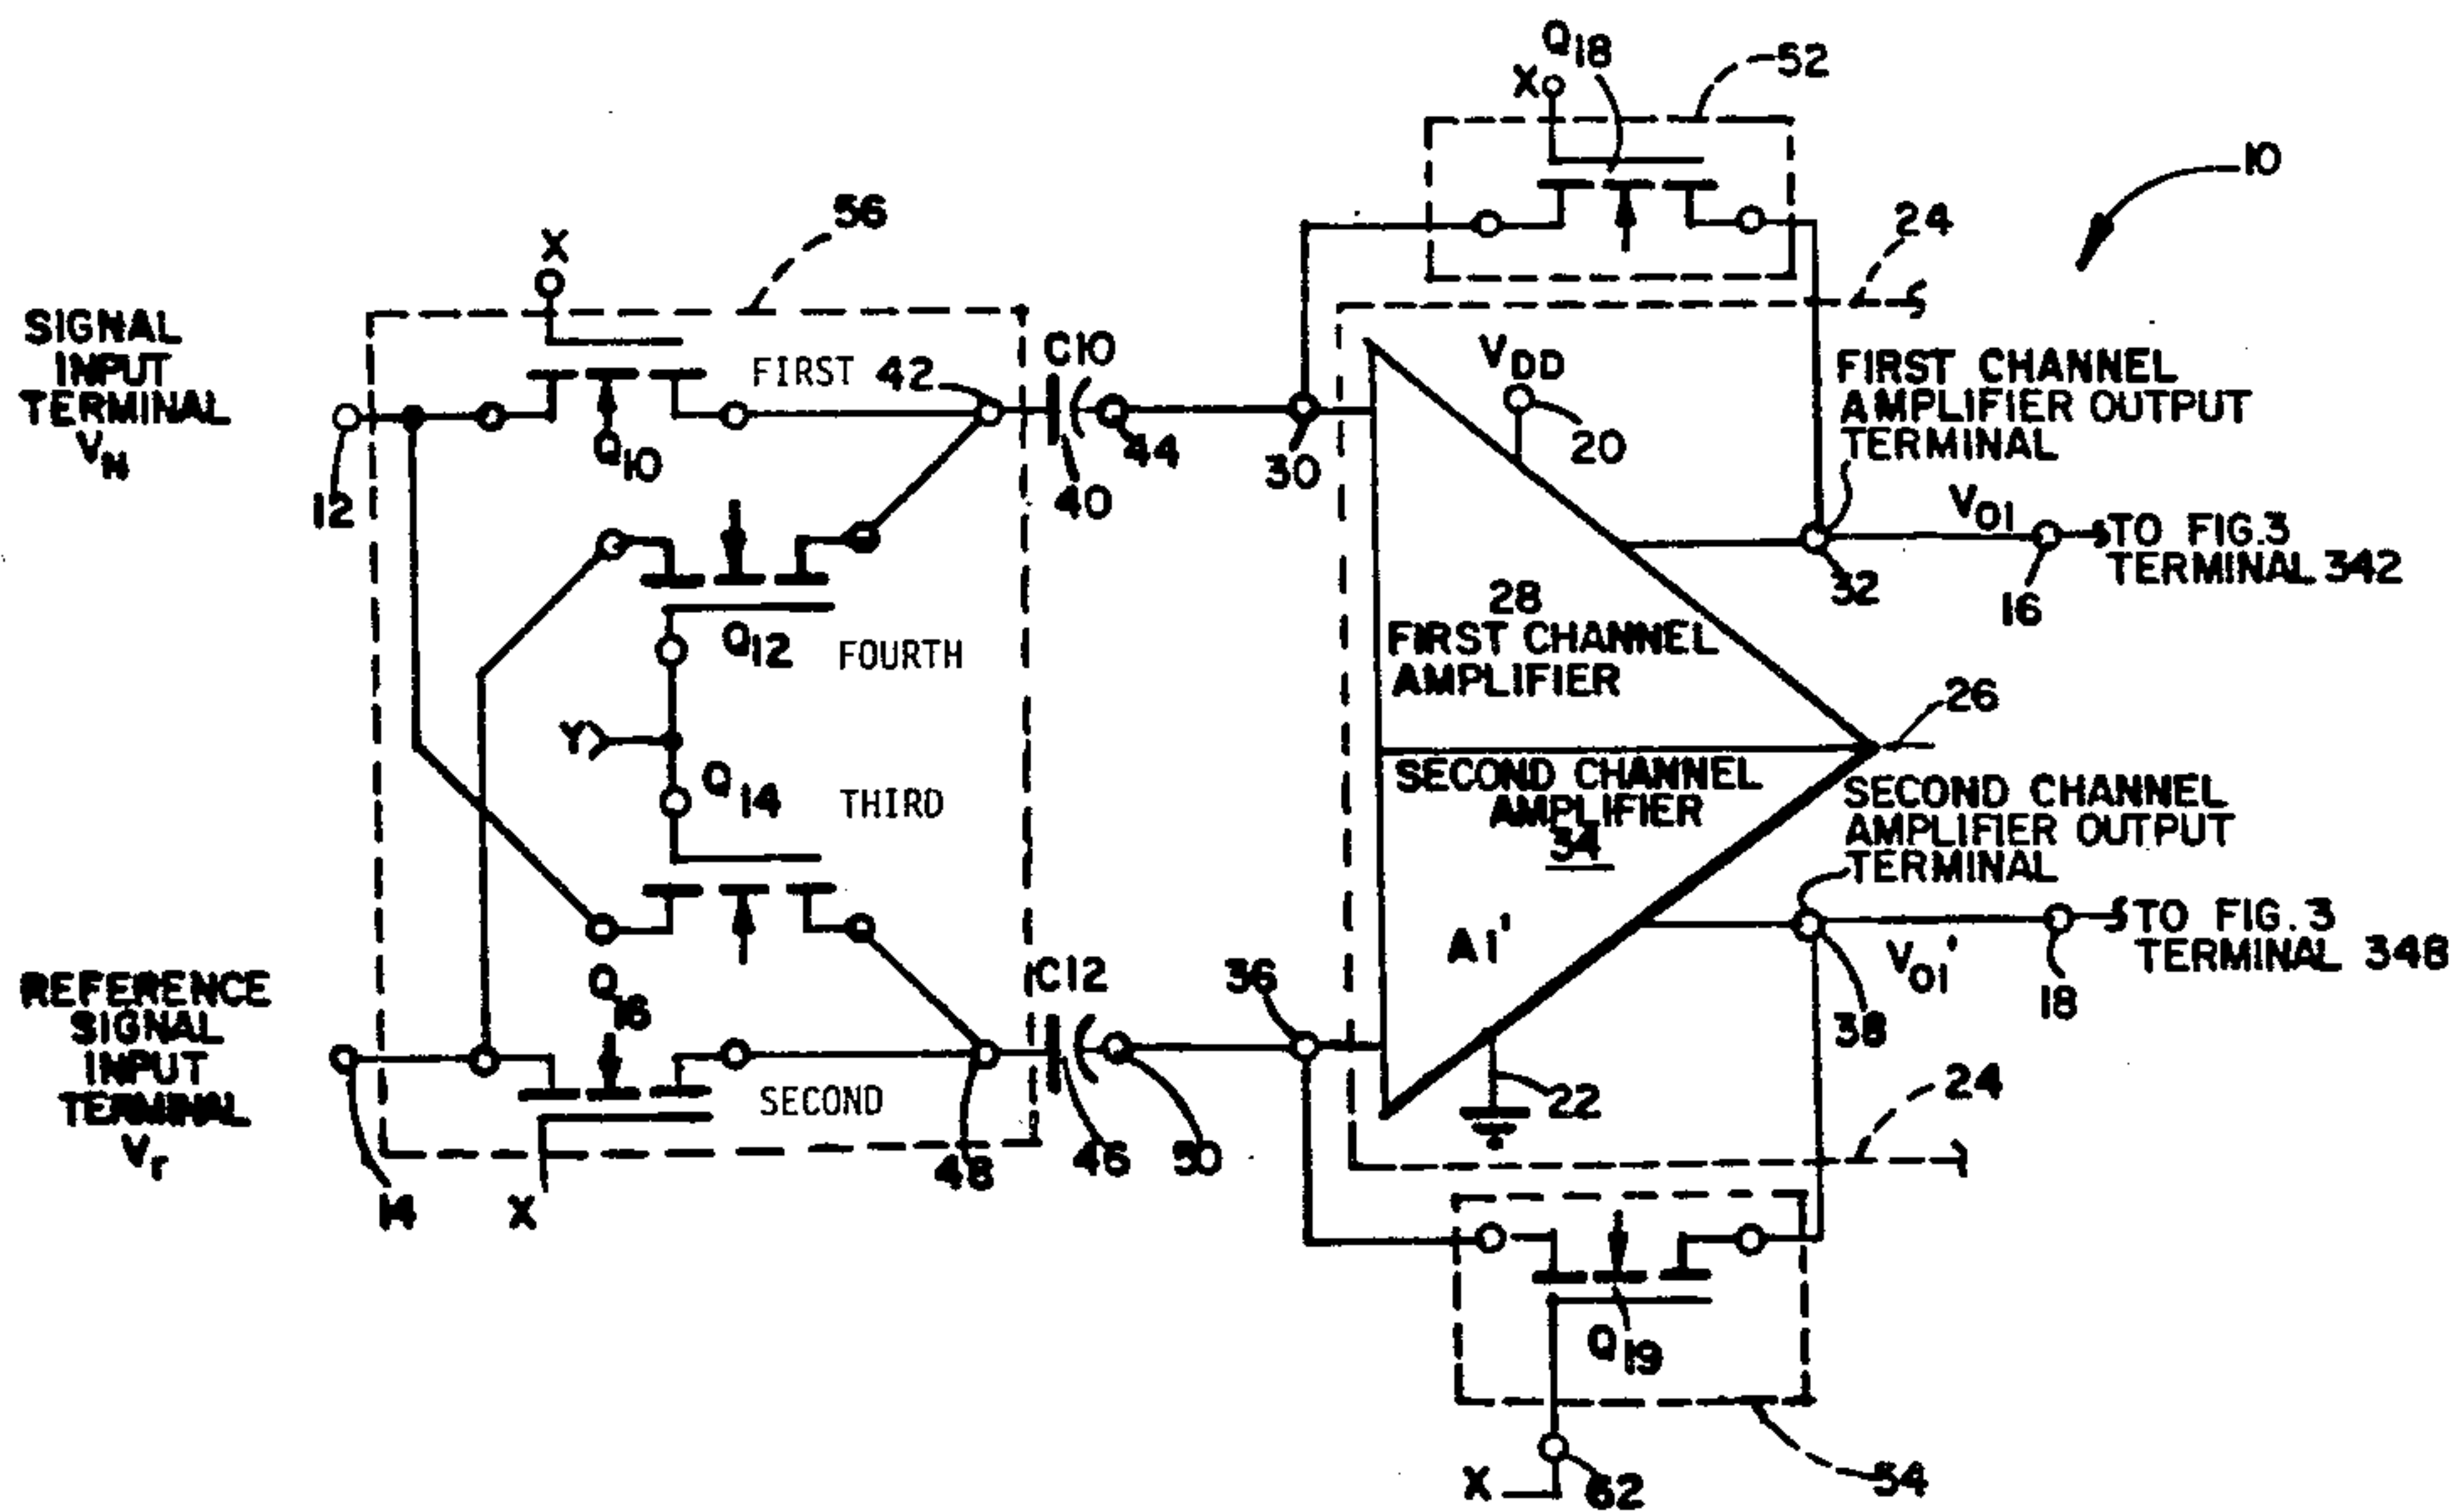 Q18
52
X
10
56
24
X
SIGNAL
INPUT
TERMINAL
VIN
C10
VDD
FIRST CHANNEL
AMPLIFIER OUTPUT
TERMINAL
FIRST 42
Q10
44
20
12
40
30
VO1
TO FIG.3
TERMINAL 342
32
16
28
FIRST CHANNEL
AMPLIFIER
Q12 FOURTH
26
Y
Q14 THIRD
SECOND CHANNEL
AMPLIFIER
34
SECOND CHANNEL
AMPLIFIER OUTPUT
TERMINAL
A1'
TO FIG. 3
TERMINAL 348
VO1'
REFERENCE
SIGNAL
INPUT
TERMINAL
Vr
Q16
C12
36
18
38
SECOND
22
24
48
46
50
14
X
Q19
X
62
54